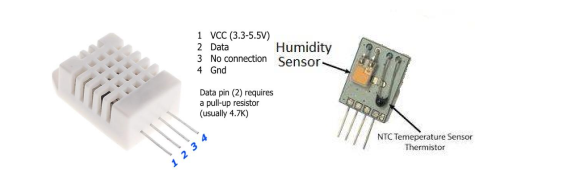 1 VCC (3.3-5.5V)
2 Data
3 No connection
4 Gnd
Data pin (2) requires
a pull-up resistor
(usually 4.7K)
1 2 3 4
Humidity
Sensor
NTC Temeperature Sensor
Thermistor